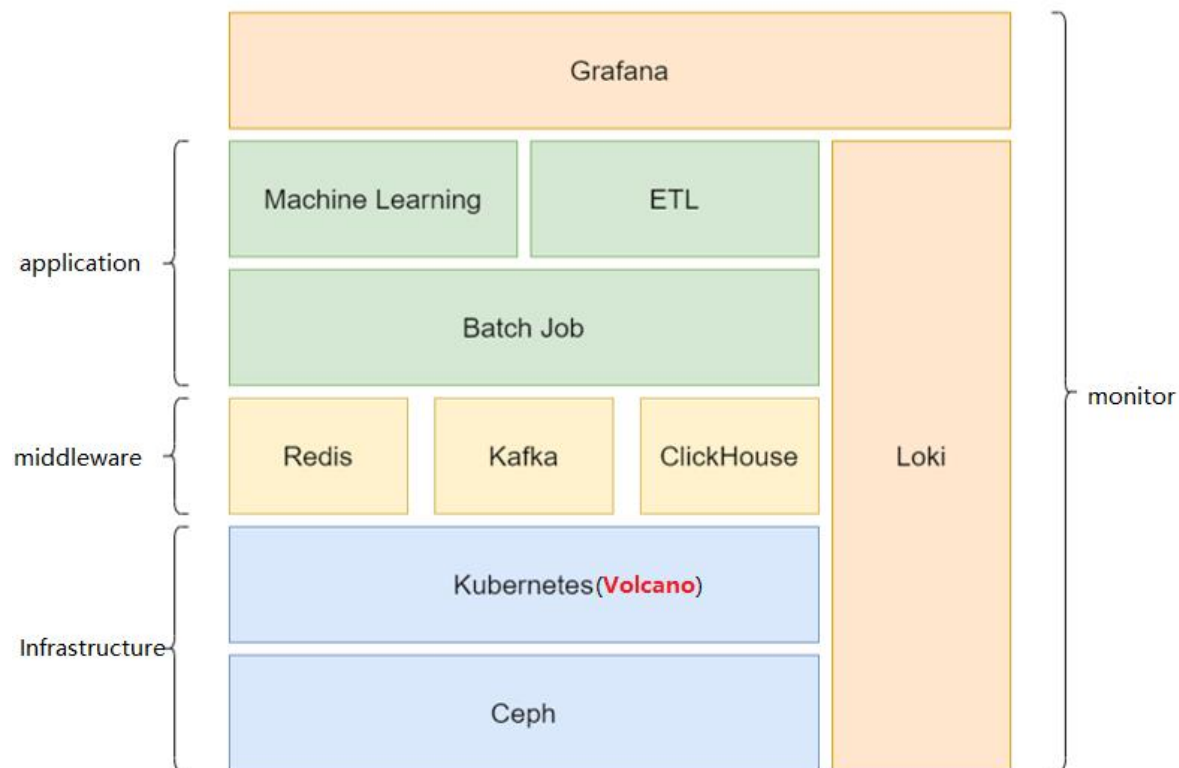 Grafana
Machine Learning
ETL
application
Batch Job
monitor
middleware
Redis
Kafka
ClickHouse
Loki
Kubernetes(Volcano)
Infrastructure
Ceph